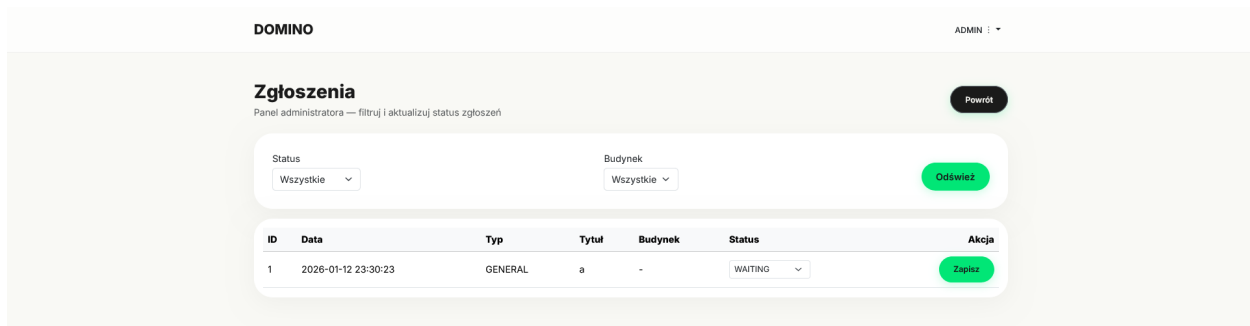 DOMINO
ADMIN
Zgłoszenia
Panel administratora — filtruj i aktualizuj status zgłoszeń
Powrót
Status Budynek
Wszystkie Wszystkie Odśwież
ID Data Typ Tytuł Budynek Status Akcja
1 2026-01-12 23:30:23 GENERAL a - WAITING Zapisz